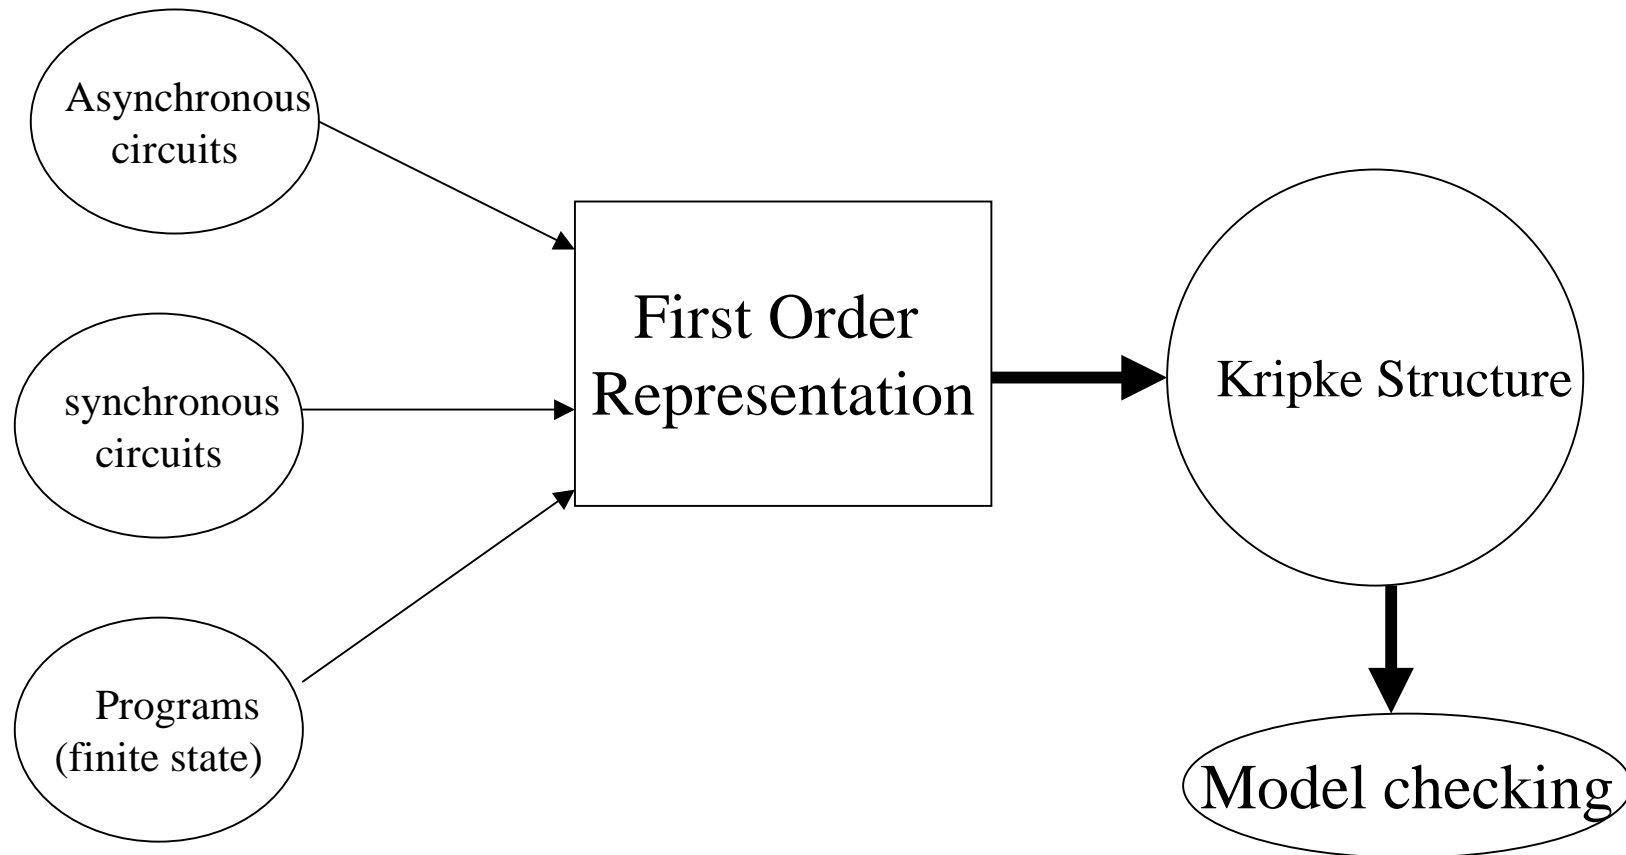 Asynchronous
circuits
synchronous
circuits
Programs
(finite state)
First Order
Representation
Kripke Structure
Model checking